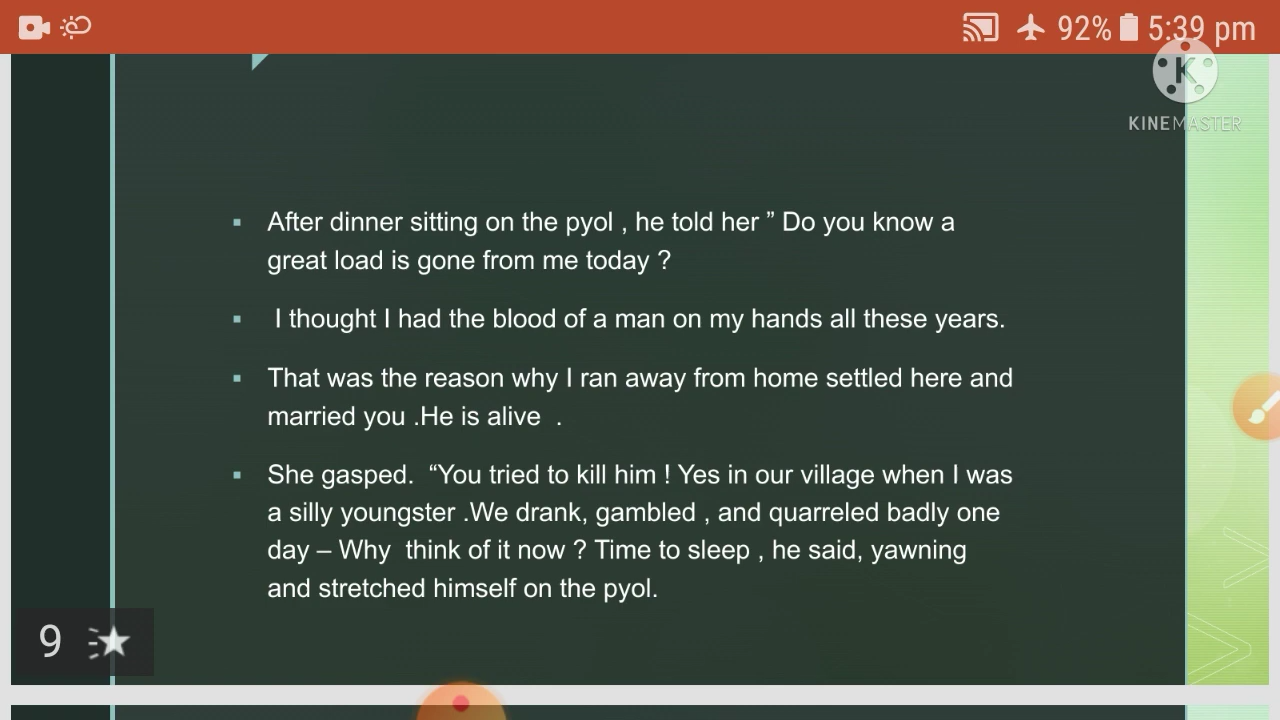 92% 5:39 pm
K
KINEMASTER
After dinner sitting on the pyol , he told her ” Do you know a
great load is gone from me today ?
I thought I had the blood of a man on my hands all these years.
That was the reason why I ran away from home settled here and
married you .He is alive .
She gasped. “You tried to kill him ! Yes in our village when I was
a silly youngster .We drank, gambled , and quarreled badly one
day – Why think of it now ? Time to sleep , he said, yawning
and stretched himself on the pyol.
9